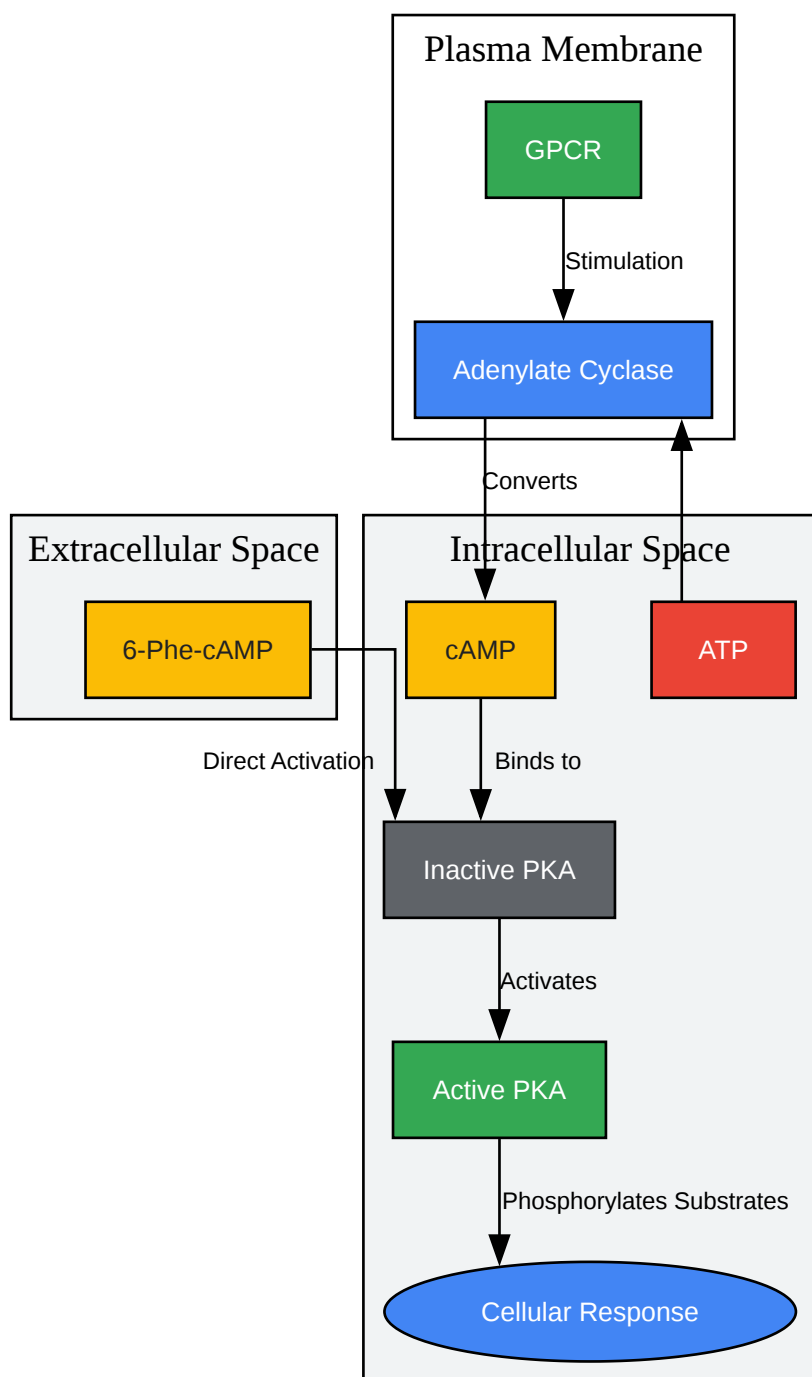 Plasma Membrane
GPCR
Stimulation
Adenylate Cyclase
Converts
Extracellular Space
Intracellular Space
6-Phe-cAMP
cAMP
ATP
Direct Activation
Binds to
Inactive PKA
Activates
Active PKA
Phosphorylates Substrates
Cellular Response